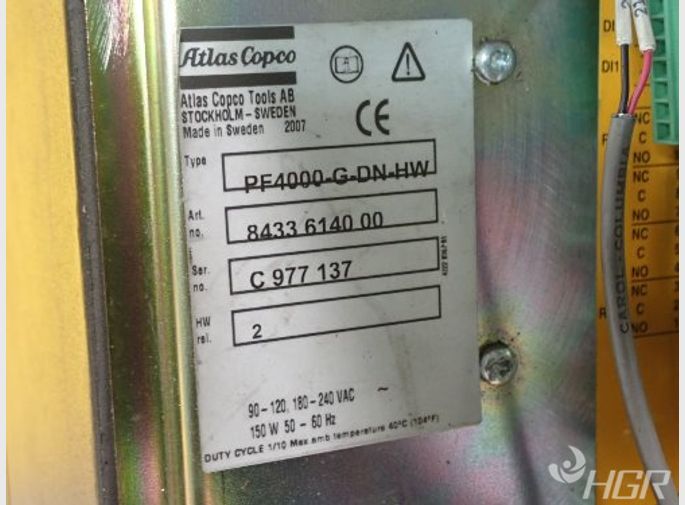 Atlas Copco
Atlas Copco Tools AB
STOCKHOLM - SWEDEN
Made in Sweden 2007
CE
Type PF4000-G-DN-HW
Art. no. 8433 6140 00
Ser. no. C 977 137
HW rel. 2
90-120, 180-240 VAC ~
150 W 50-60 Hz
DUTY CYCLE 1/10 Max amb temperature 40°C (104°F)
DI1
NC
C
NO
NC
C
NO
NC
C
NO
NC
C
NO
CAROL - COLUMBIA
HGR